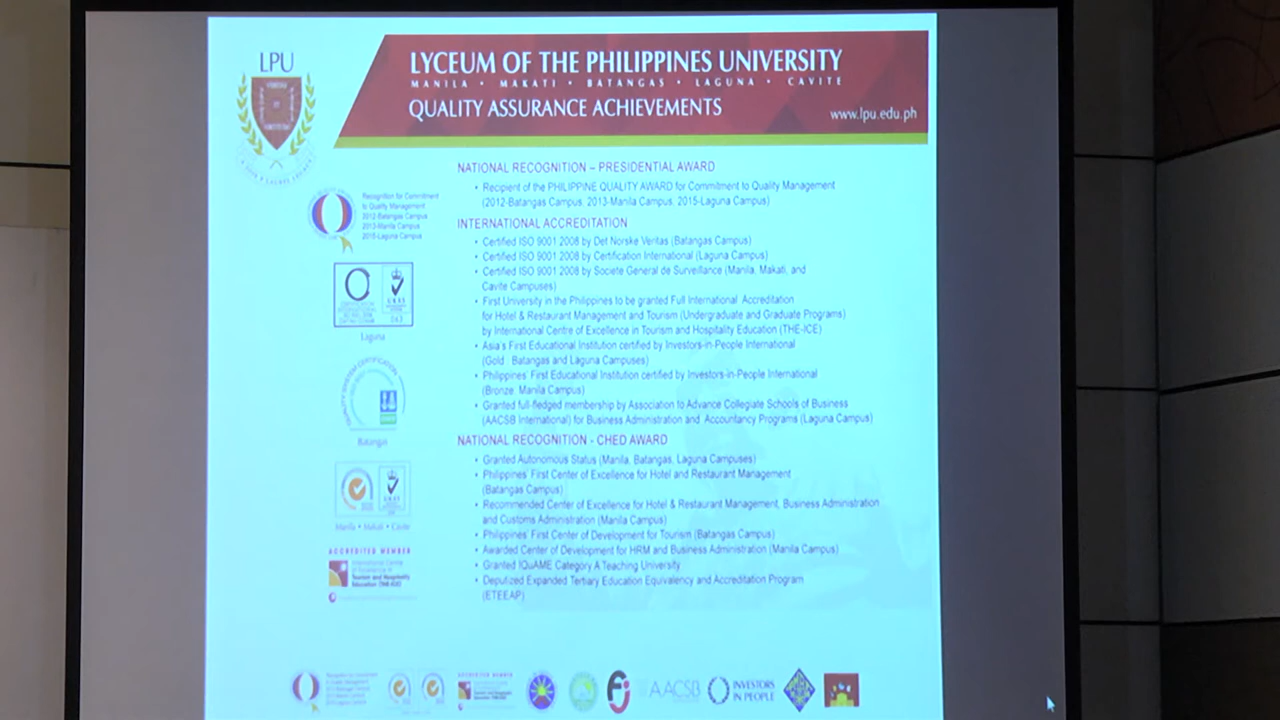 LPU
LYCEUM OF THE PHILIPPINES UNIVERSITY
MANILA • MAKATI • BATANGAS • LAGUNA • CAVITE
QUALITY ASSURANCE ACHIEVEMENTS
www.lpu.edu.ph
NATIONAL RECOGNITION – PRESIDENTIAL AWARD
• Recipient of the PHILIPPINE QUALITY AWARD for Commitment to Quality Management
(2012-Batangas Campus, 2013-Manila Campus, 2015-Laguna Campus)
INTERNATIONAL ACCREDITATION
• Certified ISO 9001:2008 by Det Norske Veritas (Batangas Campus)
• Certified ISO 9001:2008 by Certification International (Laguna Campus)
• Certified ISO 9001:2008 by Societe General de Surveillance (Manila, Makati, and
Cavite Campuses)
• First University in the Philippines to be granted Full International Accreditation
for Hotel & Restaurant Management and Tourism (Undergraduate and Graduate Programs)
by International Centre of Excellence in Tourism and Hospitality Education (THE-ICE)
• Asia's First Educational Institution certified by Investors-in-People International
(Gold : Batangas and Laguna Campuses)
• Philippines' First Educational Institution certified by Investors-in-People International
(Bronze: Manila Campus)
• Granted full-fledged membership by Association to Advance Collegiate Schools of Business
(AACSB International) for Business Administration and Accountancy Programs (Laguna Campus)
NATIONAL RECOGNITION - CHED AWARD
• Granted Autonomous Status (Manila, Batangas, Laguna Campuses)
• Philippines' First Center of Excellence for Hotel and Restaurant Management
(Batangas Campus)
• Recommended Center of Excellence for Hotel & Restaurant Management, Business Administration
and Customs Administration (Manila Campus)
• Philippines' First Center of Development for Tourism (Batangas Campus)
• Awarded Center of Development for HRM and Business Administration (Manila Campus)
• Granted IQuAME Category A Teaching University
• Deputized Expanded Tertiary Education Equivalency and Accreditation Program
(ETEEAP)
Recognition for Commitment
to Quality Management
2012-Batangas Campus
2013-Manila Campus
2015-Laguna Campus
Laguna
Batangas
Manila • Makati • Cavite
ACCREDITED MEMBER
International Centre
of Excellence in
Tourism and Hospitality
Education (THE-ICE)
AACSB
INVESTORS
IN PEOPLE